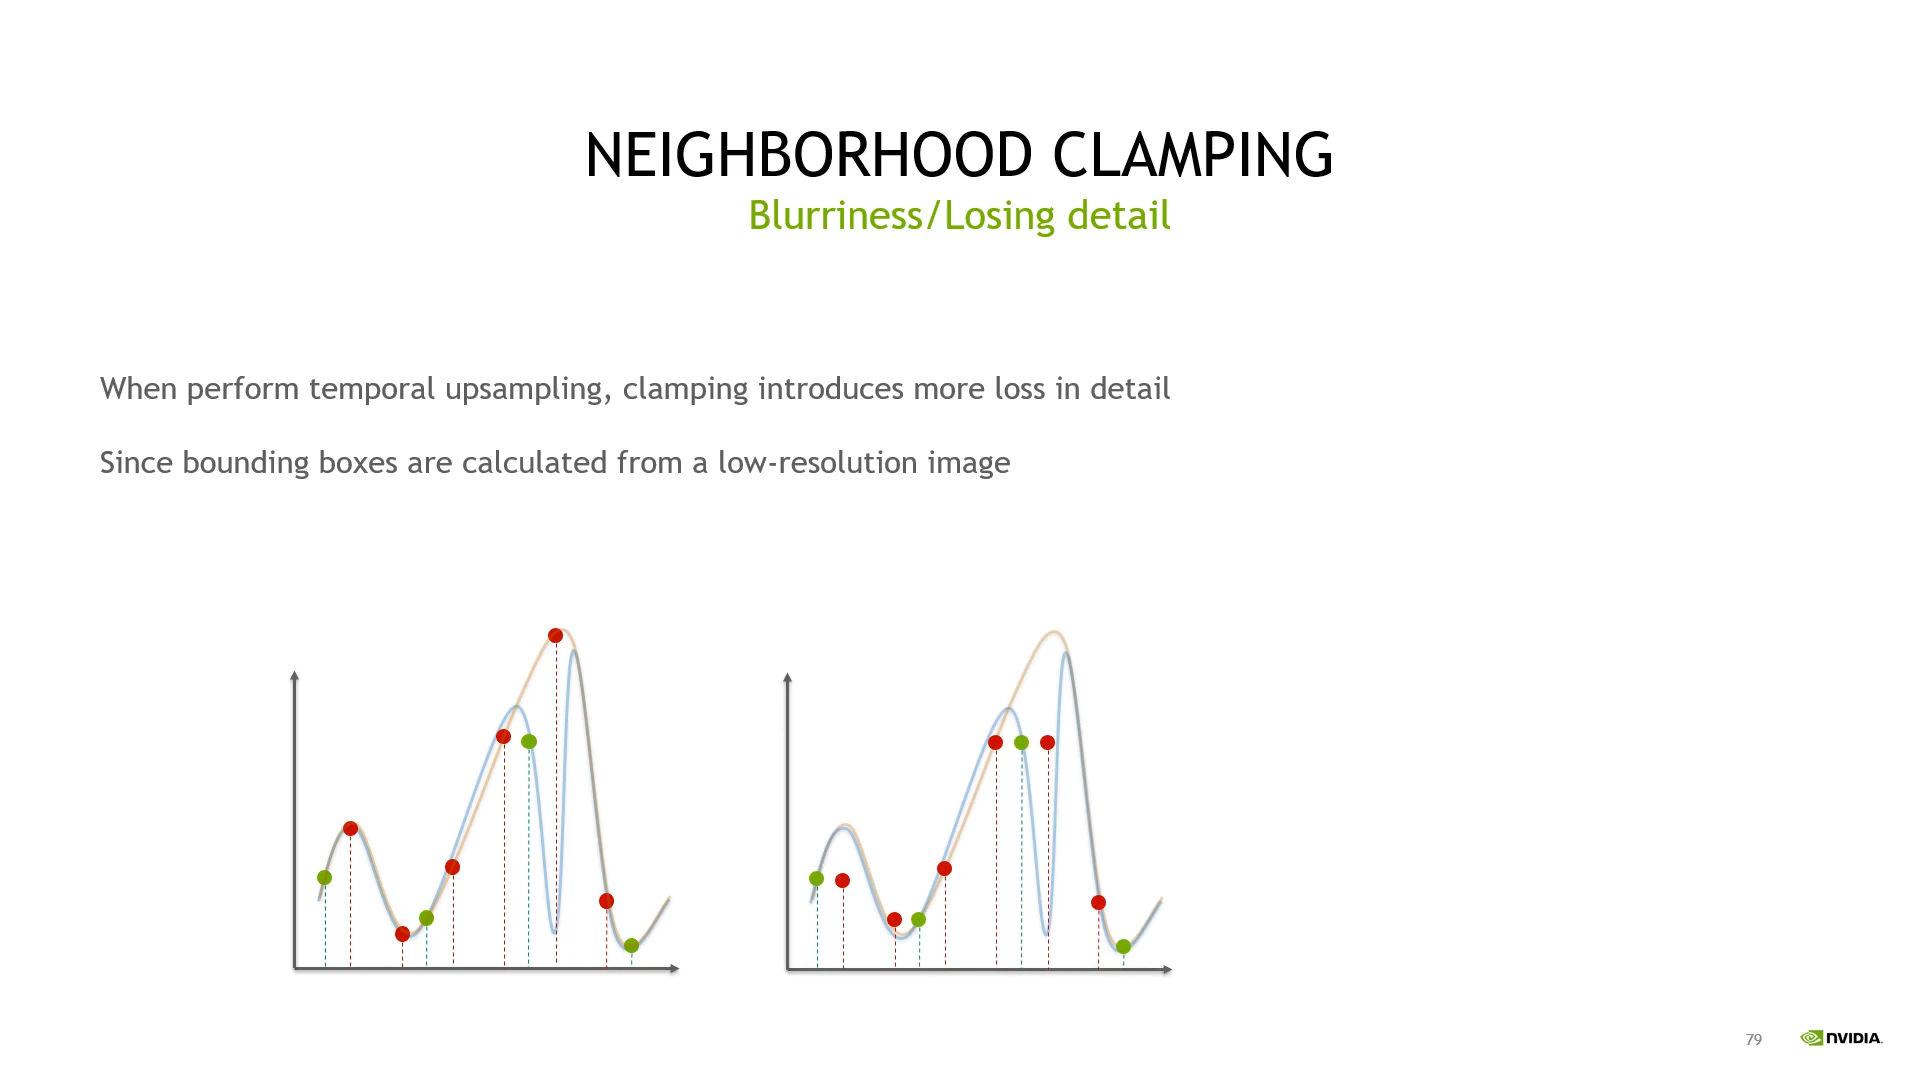 NEIGHBORHOOD CLAMPING
Blurriness/Losing detail
When perform temporal upsampling, clamping introduces more loss in detail
Since bounding boxes are calculated from a low-resolution image
79
NVIDIA.